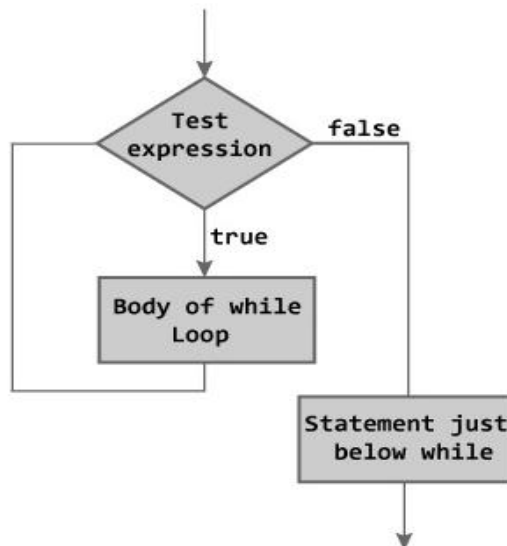 Test
expression
false
true
Body of while
Loop
Statement just
below while